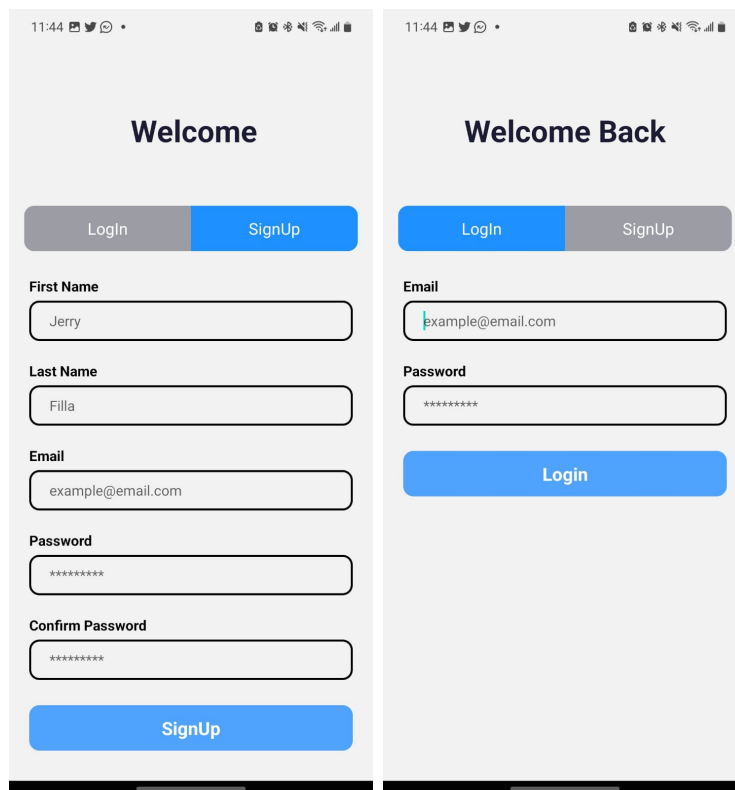 11:44
Welcome
LogIn SignUp
First Name
Jerry
Last Name
Filla
Email
example@email.com
Password
*********
Confirm Password
*********
SignUp
11:44
Welcome Back
LogIn SignUp
Email
example@email.com
Password
*********
Login